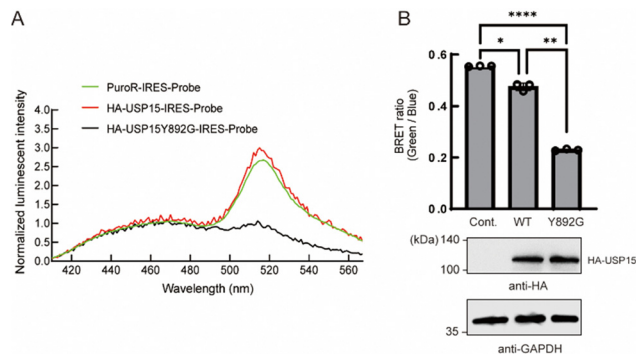 A
PuroR-IRES-Probe
HA-USP15-IRES-Probe
HA-USP15Y892G-IRES-Probe
Normalized luminescent intensity
4.0
3.5
3.0
2.5
2.0
1.5
1.0
0.5
0.0
420 440 460 480 500 520 540 560
Wavelength (nm)
B
****
* **
BRET ratio
(Green / Blue)
0.6
0.4
0.2
0.0
Cont. WT Y892G
(kDa)
140
100
HA-USP15
anti-HA
35
anti-GAPDH